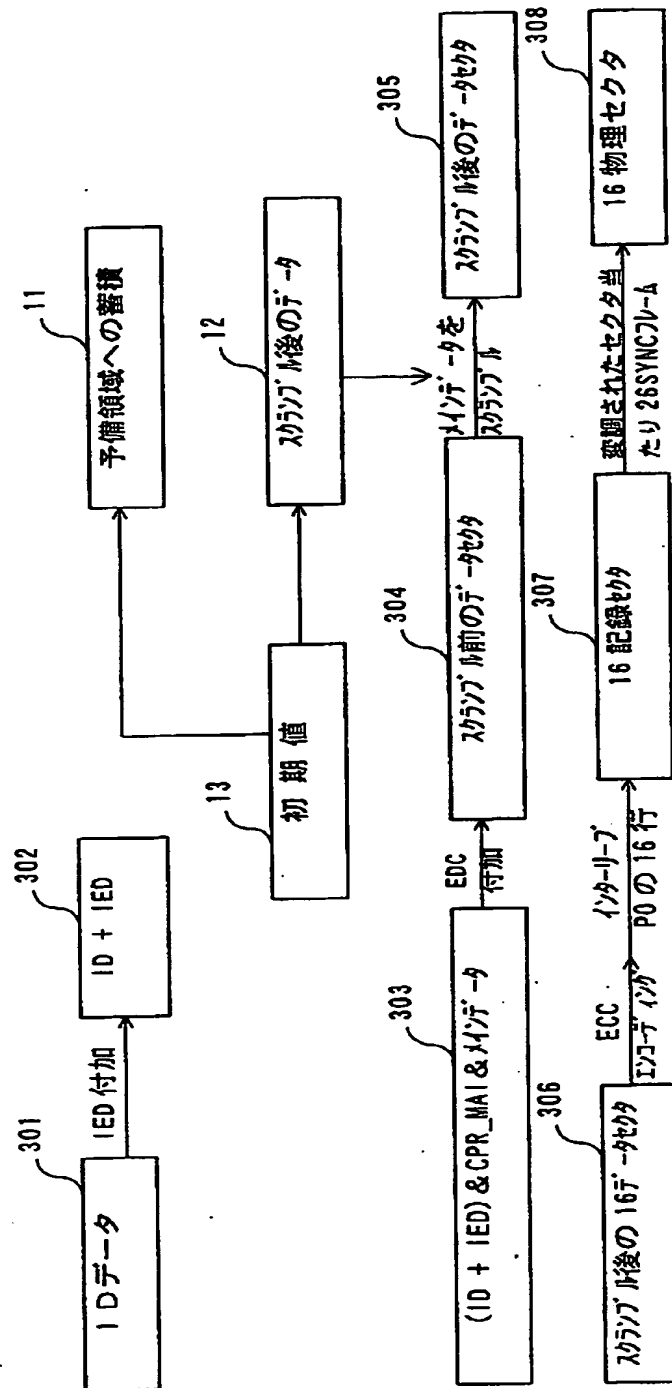 301
IDデータ
IED付加
302
ID + IED
13
初期値
11
予備領域への蓄積
12
スクランブル後のデータ
303
(ID + IED)&CPR_MAI&メインデータ
EDC
付加
304
スクランブル前のデータセクタ
メインデータを
スクランブル
305
スクランブル後のデータセクタ
306
スクランブル後の16データセクタ
ECC
エンコーディング
インターリーブ
POの16行
307
16記録セクタ
変調されたセクタ当
たり26SYNCフレーム
308
16物理セクタ